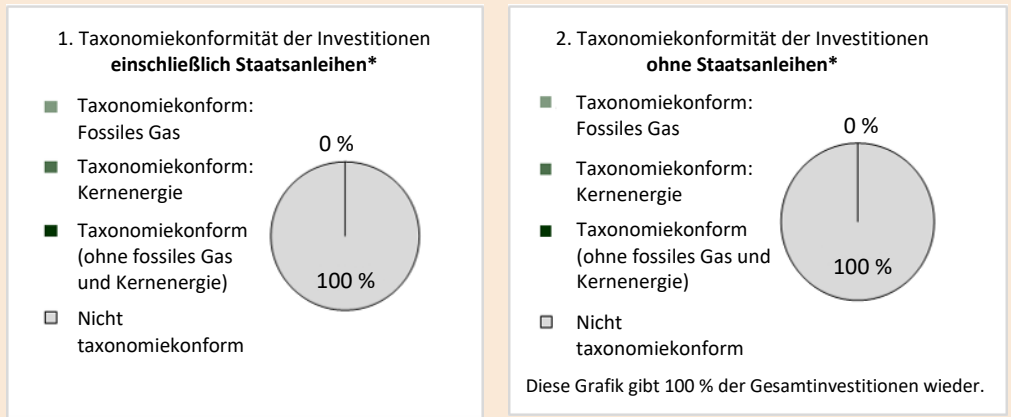 1. Taxonomiekonformität der Investitionen
einschließlich Staatsanleihen*
Taxonomiekonform:
Fossiles Gas
Taxonomiekonform:
Kernenergie
Taxonomiekonform
(ohne fossiles Gas
und Kernenergie)
Nicht
taxonomiekonform
0 %
100 %
2. Taxonomiekonformität der Investitionen
ohne Staatsanleihen*
Taxonomiekonform:
Fossiles Gas
Taxonomiekonform:
Kernenergie
Taxonomiekonform
(ohne fossiles Gas und
Kernenergie)
Nicht
taxonomiekonform
0 %
100 %
Diese Grafik gibt 100 % der Gesamtinvestitionen wieder.